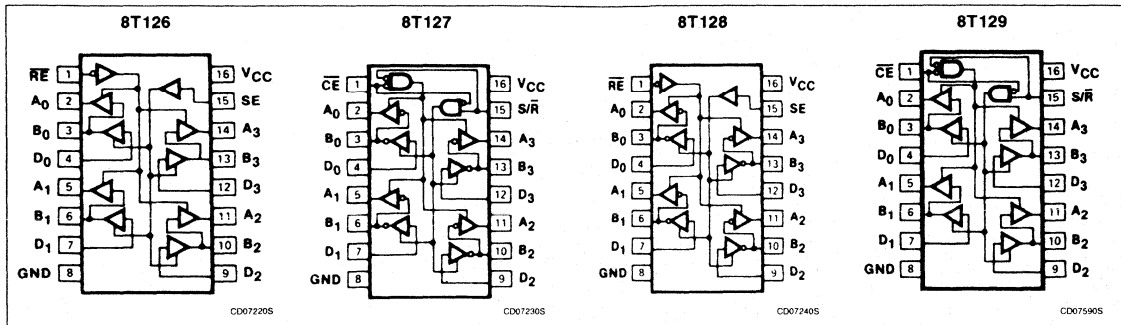 8T126
R̅E̅ 1
16 VCC
A0 2
15 SE
B0 3
14 A3
D0 4
13 B3
A1 5
12 D3
B1 6
11 A2
D1 7
10 B2
GND 8
9 D2
CD07220S
8T127
C̅E̅ 1
16 VCC
A0 2
15 S/R̅
B0 3
14 A3
D0 4
13 B3
A1 5
12 D3
B1 6
11 A2
D1 7
10 B2
GND 8
9 D2
CD07230S
8T128
R̅E̅ 1
16 VCC
A0 2
15 SE
B0 3
14 A3
D0 4
13 B3
A1 5
12 D3
B1 6
11 A2
D1 7
10 B2
GND 8
9 D2
CD07240S
8T129
C̅E̅ 1
16 VCC
A0 2
15 S/R̅
B0 3
14 A3
D0 4
13 B3
A1 5
12 D3
B1 6
11 A2
D1 7
10 B2
GND 8
9 D2
CD07590S